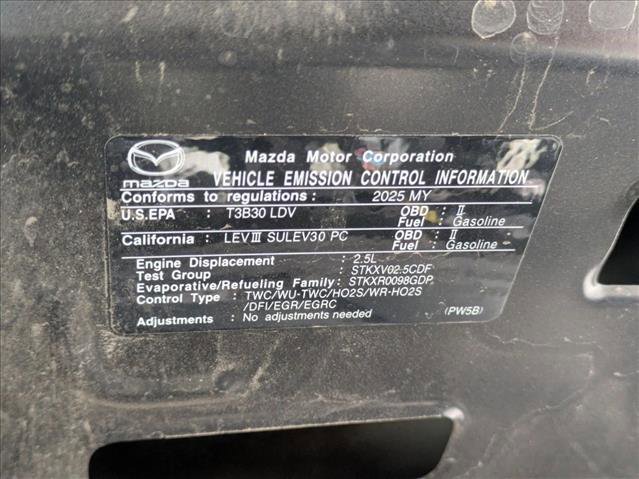 Mazda Motor Corporation
mazda VEHICLE EMISSION CONTROL INFORMATION
Conforms to regulations : 2025 MY
U.S.EPA : T3B30 LDV OBD : II
Fuel : Gasoline
California : LEVIII SULEV30 PC OBD : II
Fuel : Gasoline
Engine Displacement : 2.5L
Test Group : STKXV02.5CDF
Evaporative/Refueling Family: STKXR0098GDP
Control Type : TWC/WU-TWC/HO2S/WR-HO2S
/DFI/EGR/EGRC
Adjustments : No adjustments needed (PW5B)